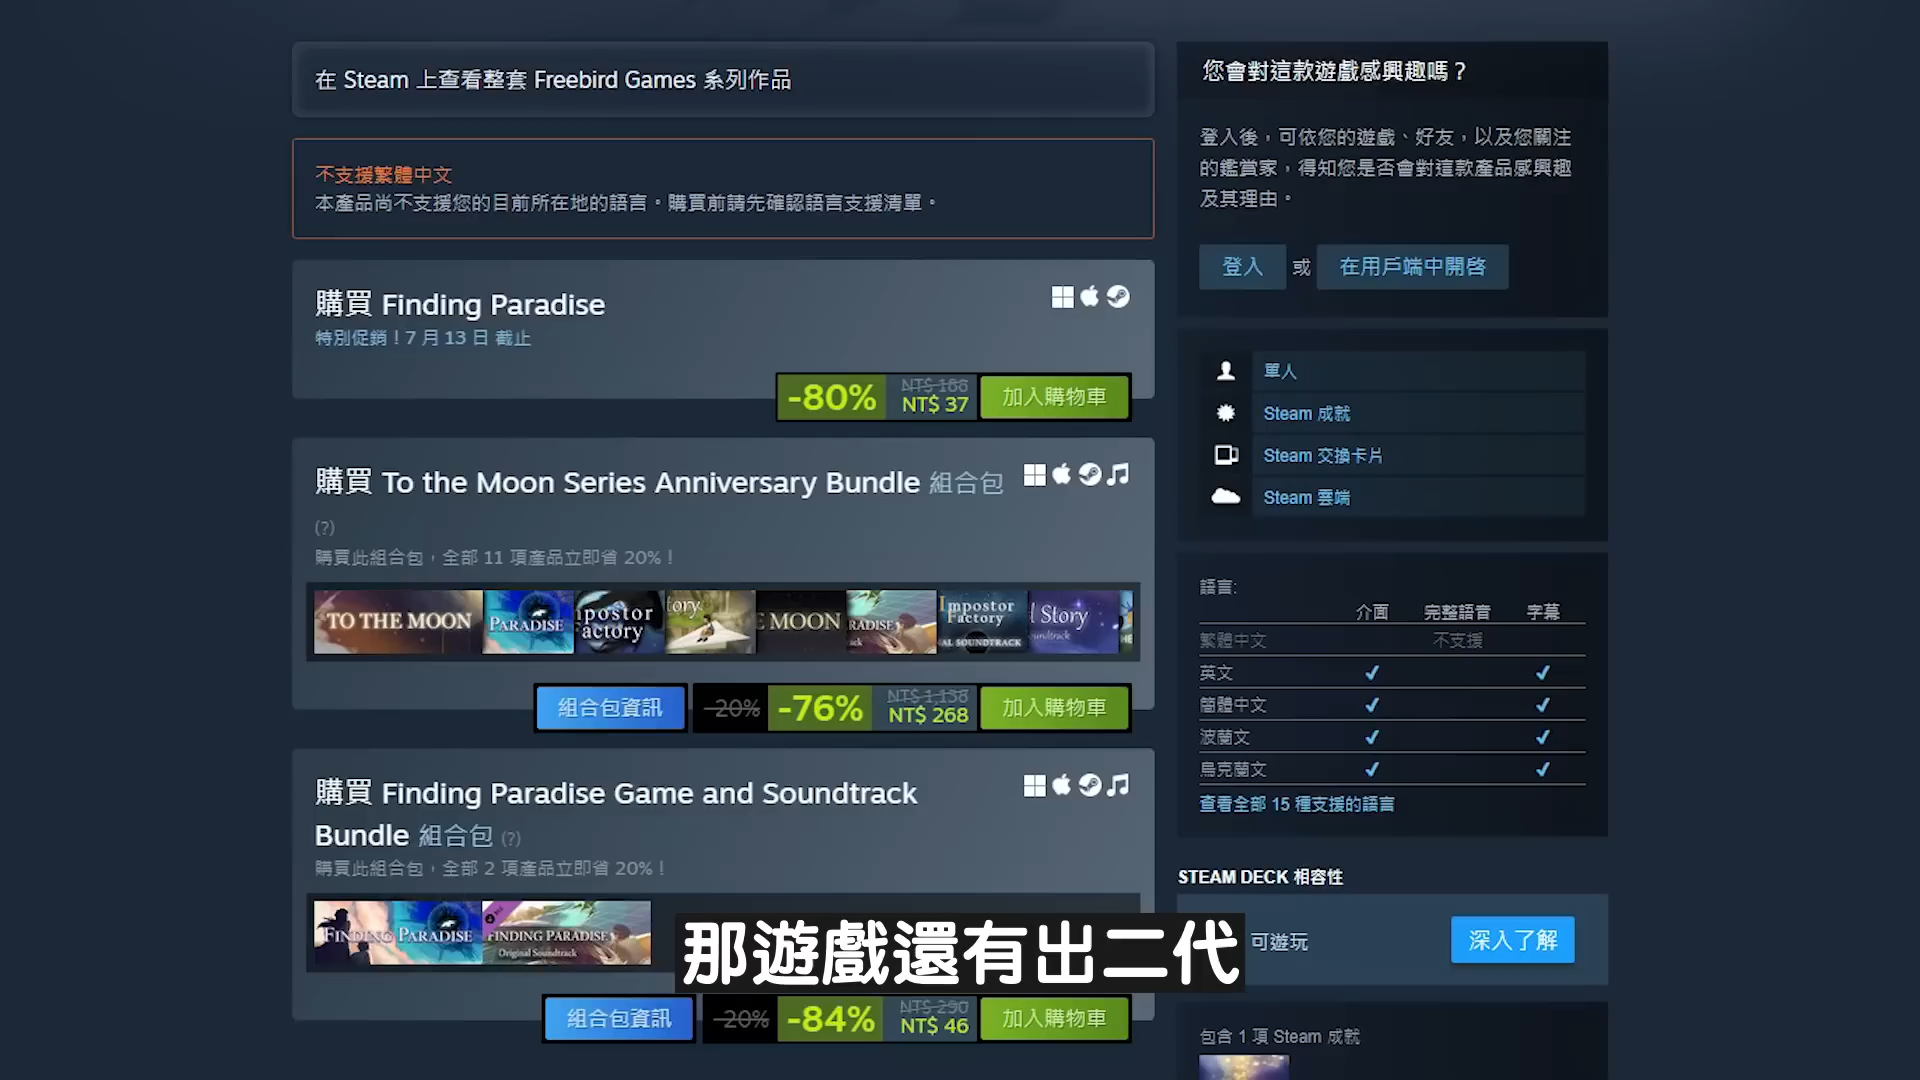 在 Steam 上查看整套 Freebird Games 系列作品
不支援繁體中文
本產品尚不支援您的目前所在地的語言。購買前請先確認語言支援清單。
購買 Finding Paradise
特別促銷！7 月 13 日 截止
-80%
NT$ 186
NT$ 37
加入購物車
購買 To the Moon Series Anniversary Bundle 組合包
(?)
購買此組合包，全部 11 項產品立即省 20%！
TO THE MOON
PARADISE
Impostor
Factory
SOUNDTRACK
組合包資訊
-20%
-76%
NT$ 1,138
NT$ 268
加入購物車
購買 Finding Paradise Game and Soundtrack
Bundle 組合包 (?)
購買此組合包，全部 2 項產品立即省 20%！
FINDING PARADISE
FINDING PARADISE
Original Soundtrack
那遊戲還有出二代
組合包資訊
-20%
-84%
NT$ 290
NT$ 46
加入購物車
您會對這款遊戲感興趣嗎？
登入後，可依您的遊戲、好友，以及您關注
的鑑賞家，得知您是否會對這款產品感興趣
及其理由。
登入 或 在用戶端中開啓
單人
Steam 成就
Steam 交換卡片
Steam 雲端
語言:
介面 完整語音 字幕
繁體中文 不支援
英文 ✔ ✔
簡體中文 ✔ ✔
波蘭文 ✔ ✔
烏克蘭文 ✔ ✔
查看全部 15 種支援的語言
STEAM DECK 相容性
可遊玩
深入了解
包含 1 項 Steam 成就